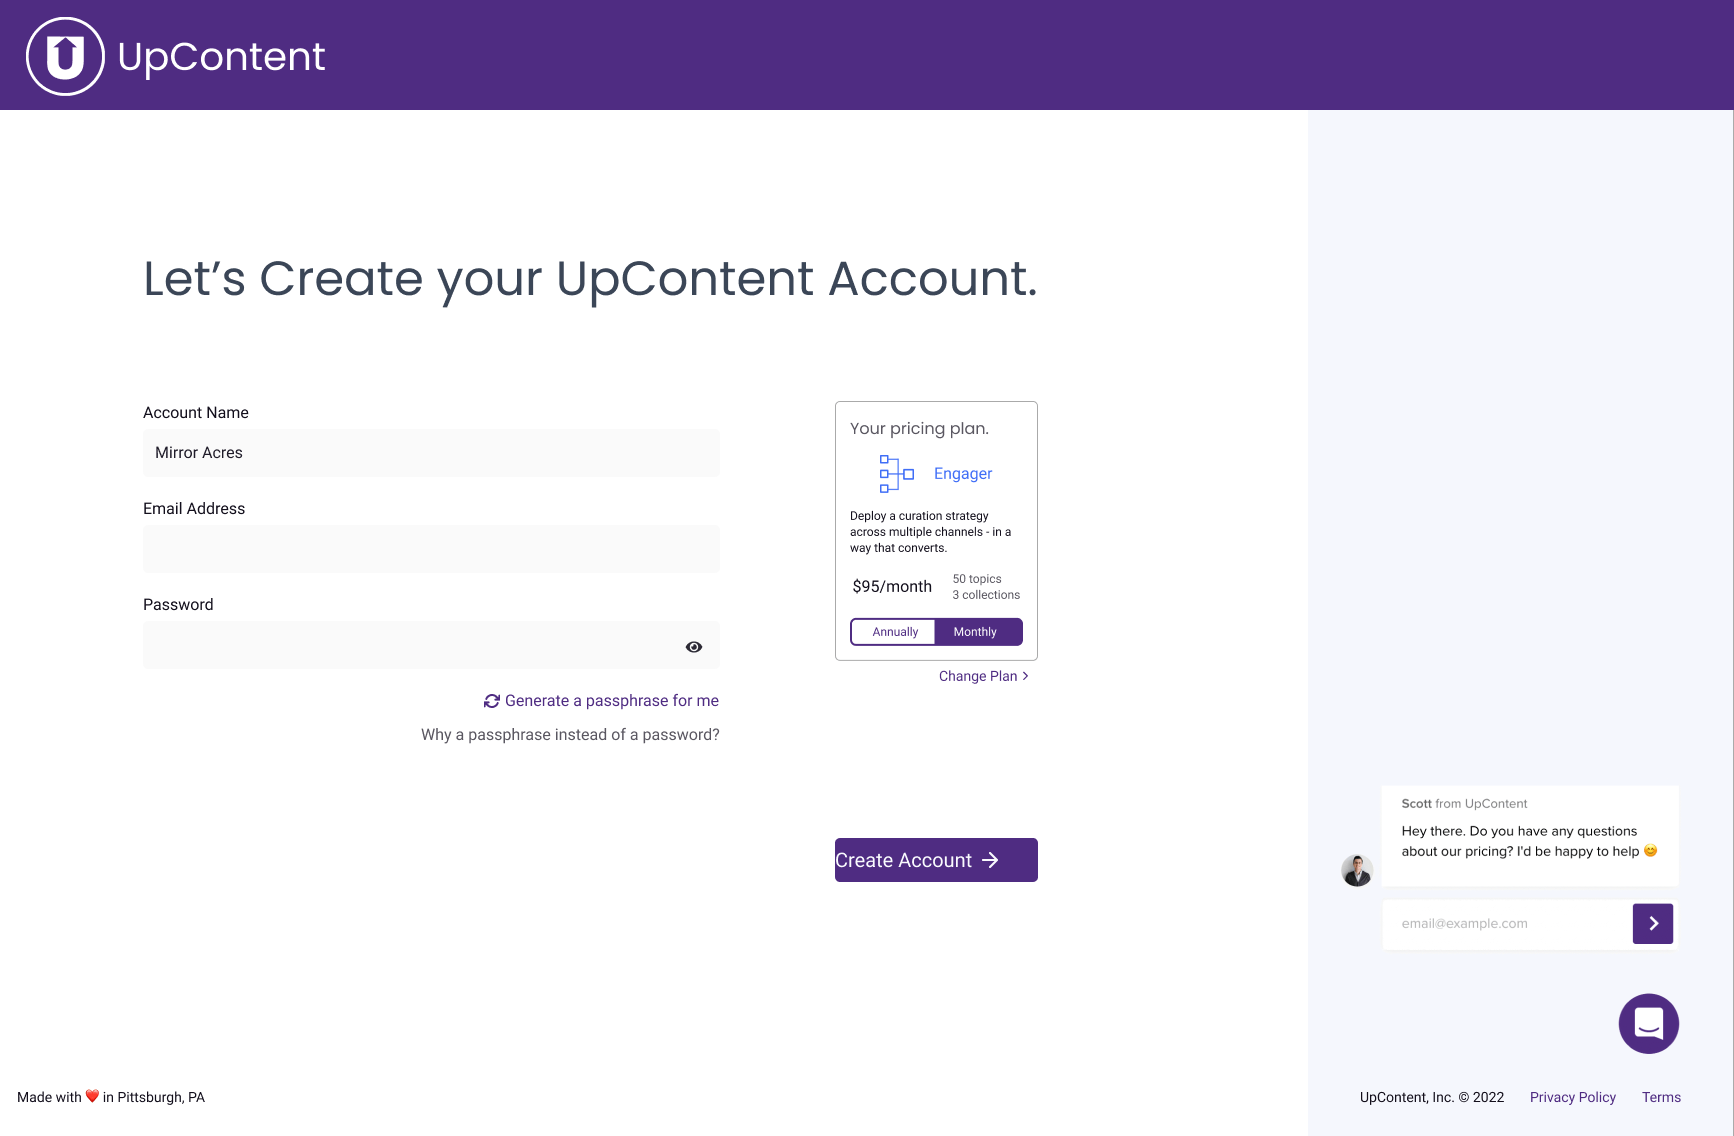 UpContent
Let’s Create your UpContent Account.
Account Name
Mirror Acres
Email Address
Password
Generate a passphrase for me
Why a passphrase instead of a password?
Your pricing plan.
Engager
Deploy a curation strategy
across multiple channels - in a
way that converts.
$95/month
50 topics
3 collections
Annually
Monthly
Change Plan >
Create Account →
Scott from UpContent
Hey there. Do you have any questions
about our pricing? I'd be happy to help 😊
email@example.com
Made with ❤️ in Pittsburgh, PA
UpContent, Inc. © 2022
Privacy Policy
Terms